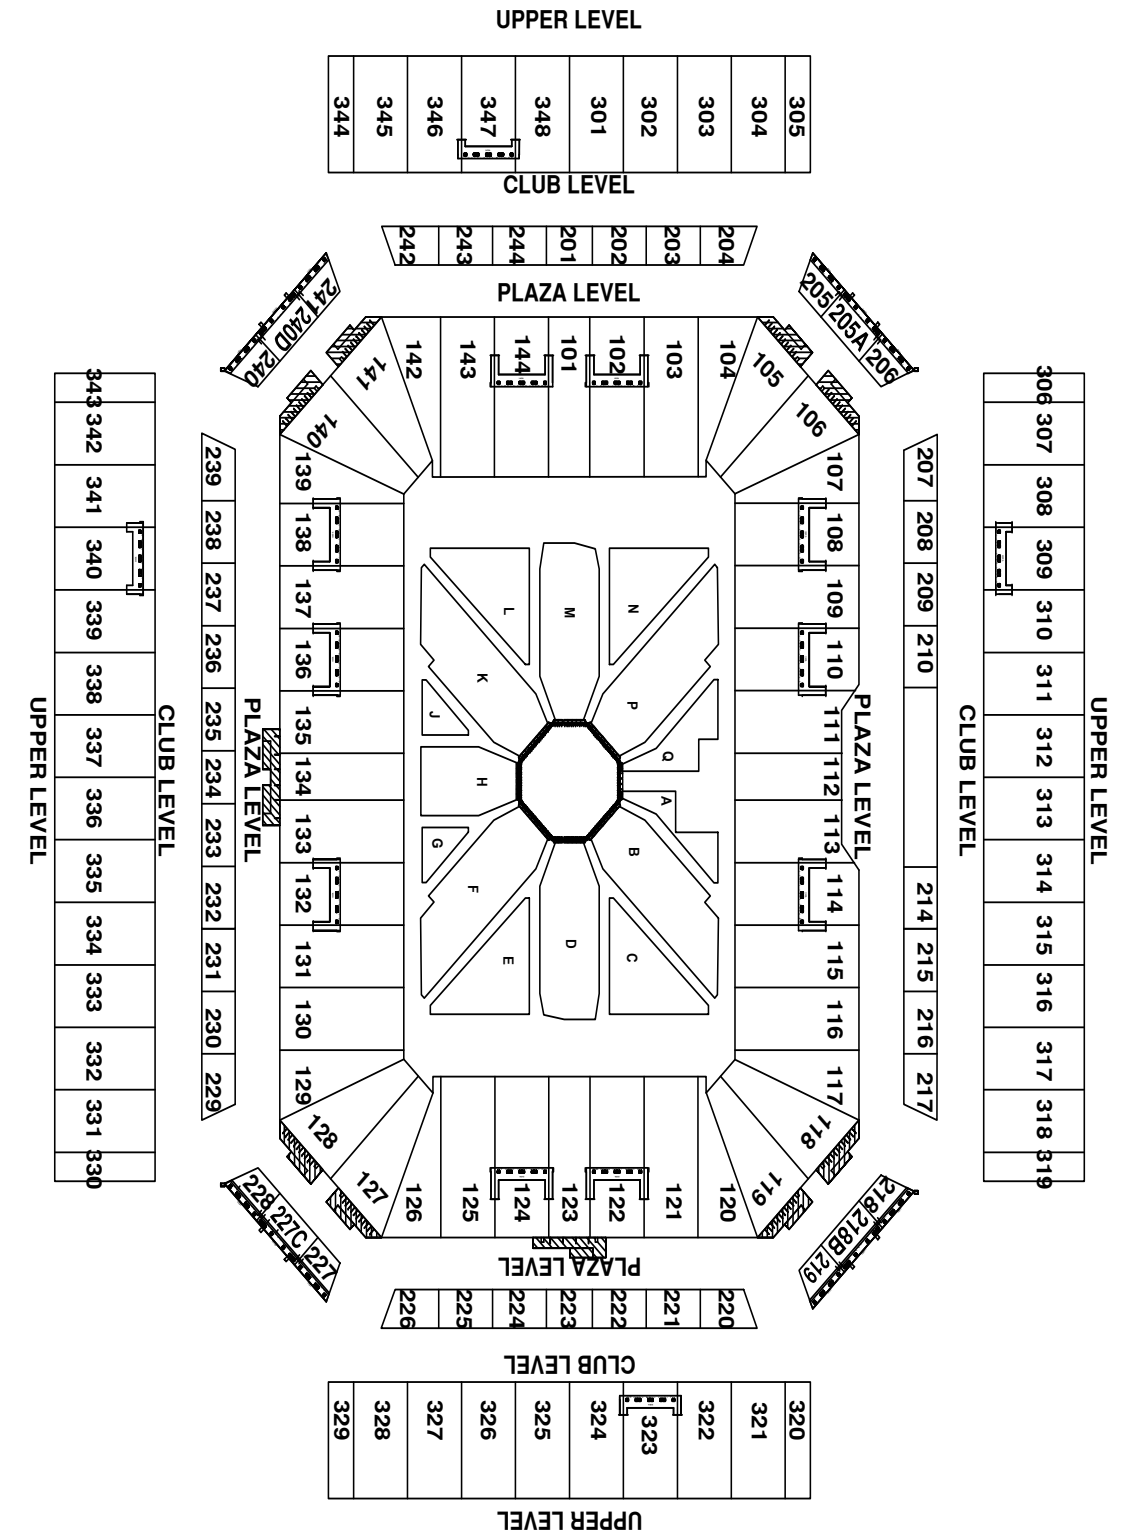 UPPER LEVEL
344 345 346 347 348 301 302 303 304 305
CLUB LEVEL
242 243 244 201 202 203 204
PLAZA LEVEL
241 240D 240
205 205A 206
142 143 144 101 102 103 104
141 140
105 106
343 342 341 340 339 338 337 336 335 334 333 332 331 330
UPPER LEVEL
CLUB LEVEL
239 238 237 236 235 234 233 232 231 230 229
PLAZA LEVEL
139 138 137 136 135 134 133 132 131 130 129
L M N
K P
J Q
H A
G B
F
E D C
107 108 109 110 111 112 113 114 115 116 117
PLAZA LEVEL
207 208 209 210 214 215 216 217
CLUB LEVEL
306 307 308 309 310 311 312 313 314 315 316 317 318 319
UPPER LEVEL
128 127
118 119
126 125 124 123 122 121 120
228 227C 227
218 218B 219
PLAZA LEVEL
226 225 224 223 222 221 220
CLUB LEVEL
329 328 327 326 325 324 323 322 321 320
UPPER LEVEL